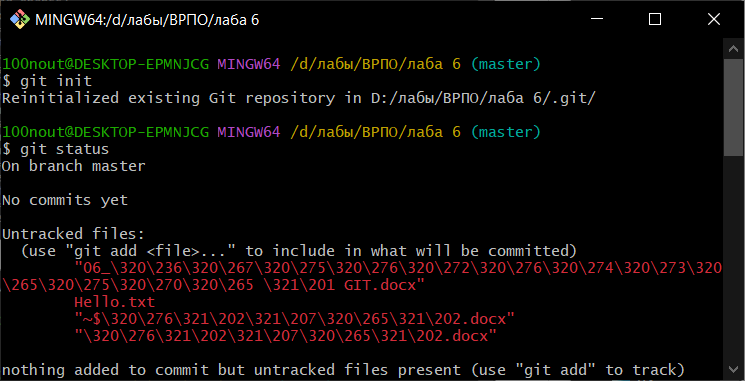 MINGW64:/d/лабы/ВРПО/лаба 6
100nout@DESKTOP-EPMNJCG MINGW64 /d/лабы/ВРПО/лаба 6 (master)
$ git init
Reinitialized existing Git repository in D:/лабы/ВРПО/лаба 6/.git/
100nout@DESKTOP-EPMNJCG MINGW64 /d/лабы/ВРПО/лаба 6 (master)
$ git status
On branch master
No commits yet
Untracked files:
(use "git add <file>..." to include in what will be committed)
"06_\320\236\320\267\320\275\320\276\320\272\320\276\320\274\320\273\320
\265\320\275\320\270\320\265 \321\201 GIT.docx"
Hello.txt
"~$\320\276\321\202\321\207\320\265\321\202.docx"
"\320\276\321\202\321\207\320\265\321\202.docx"
nothing added to commit but untracked files present (use "git add" to track)